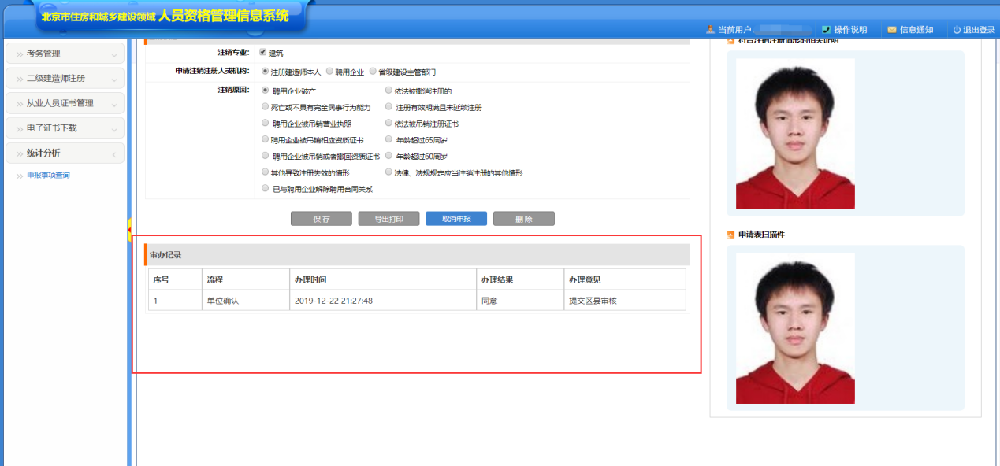 北京市住房和城乡建设领域 人员资格管理信息系统
当前用户: 操作说明 信息通知 退出登录
考务管理
二级建造师注册
从业人员证书管理
电子证书下载
统计分析
申报事项查询
注销专业: 建筑
申请注销注册人或机构: 注册建造师本人 聘用企业 省级建设主管部门
注销原因: 聘用企业破产 依法被撤消注册的
死亡或不具有完全民事行为能力 注册有效期满且未延续注册
聘用企业被吊销营业执照 依法被吊销注册证书
聘用企业被吊销相应资质证书 年龄超过65周岁
聘用企业被吊销或者撤回资质证书 年龄超过60周岁
其他导致注册失效的情形 法律、法规规定应当注销注册的其他情形
已与聘用企业解除聘用合同关系
保 存 导出打印 取消申报 删 除
审办记录
序号 流程 办理时间 办理结果 办理意见
1 单位确认 2019-12-22 21:27:48 同意 提交区县审核
符合注销注册情形的相关证明
申请表扫描件